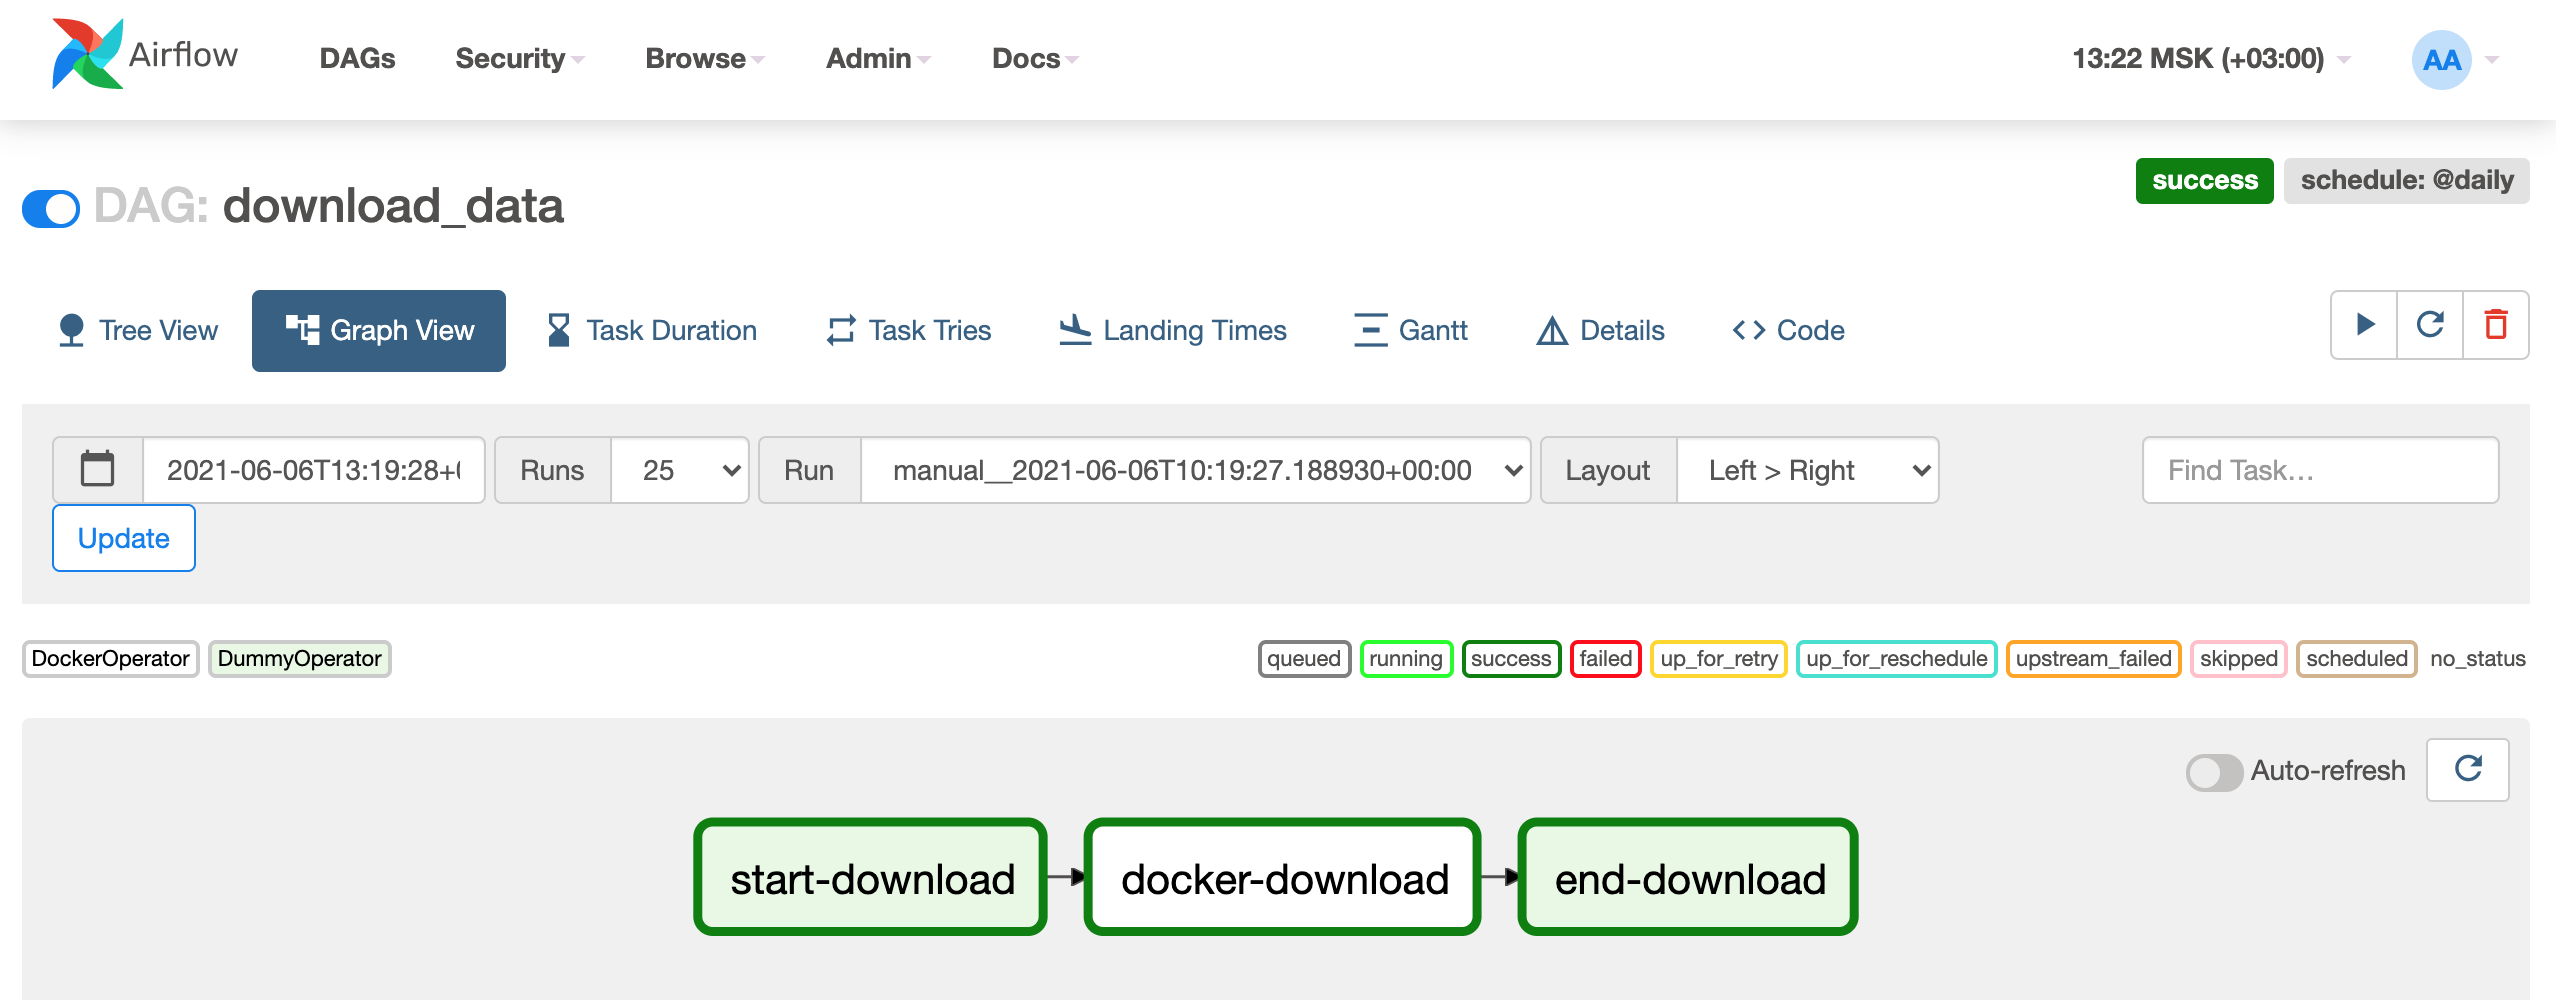 Airflow DAGs Security Browse Admin Docs 13:22 MSK (+03:00) AA
success schedule: @daily
DAG: download_data
Tree View Graph View Task Duration Task Tries Landing Times Gantt Details Code
2021-06-06T13:19:28+ Runs 25 Run manual__2021-06-06T10:19:27.188930+00:00 Layout Left > Right Find Task...
Update
DockerOperator DummyOperator queued running success failed up_for_retry up_for_reschedule upstream_failed skipped scheduled no_status
Auto-refresh
start-download docker-download end-download